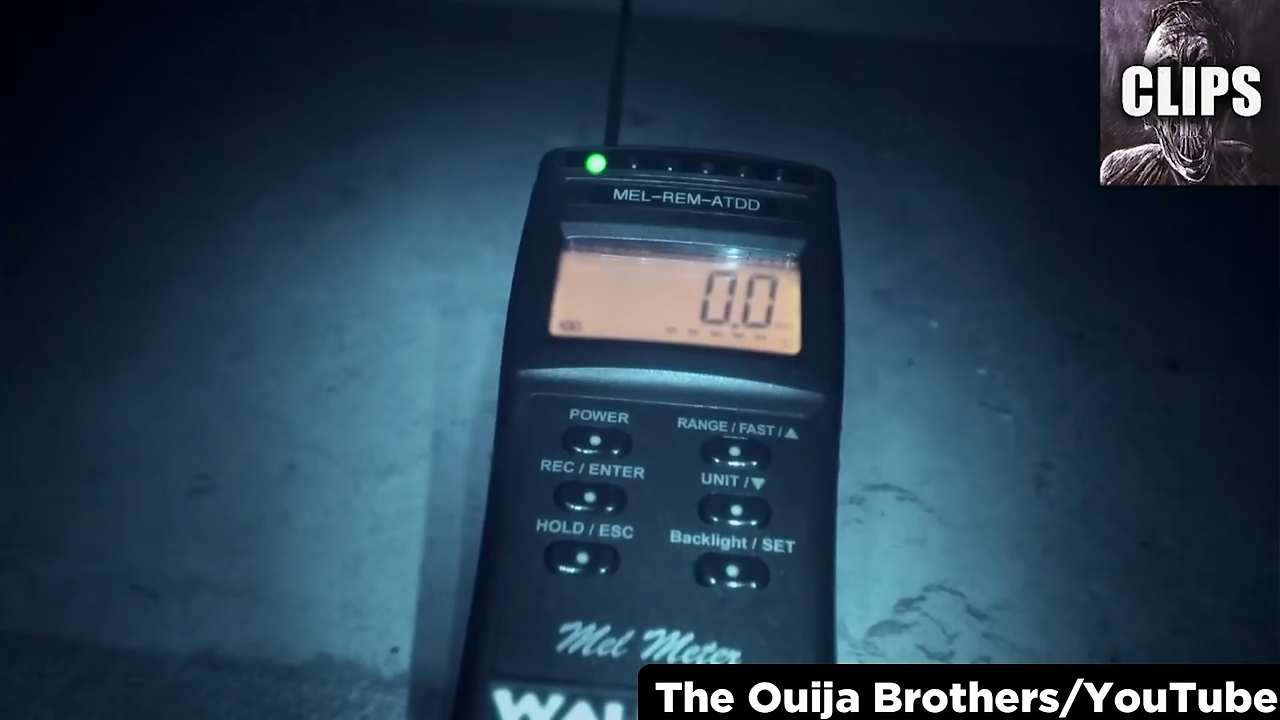 CLIPS
MEL-REM-ATDD
0.0
POWER
RANGE / FAST / ▲
REC / ENTER
UNIT / ▼
HOLD / ESC
Backlight / SET
Mel Meter
The Ouija Brothers/YouTube